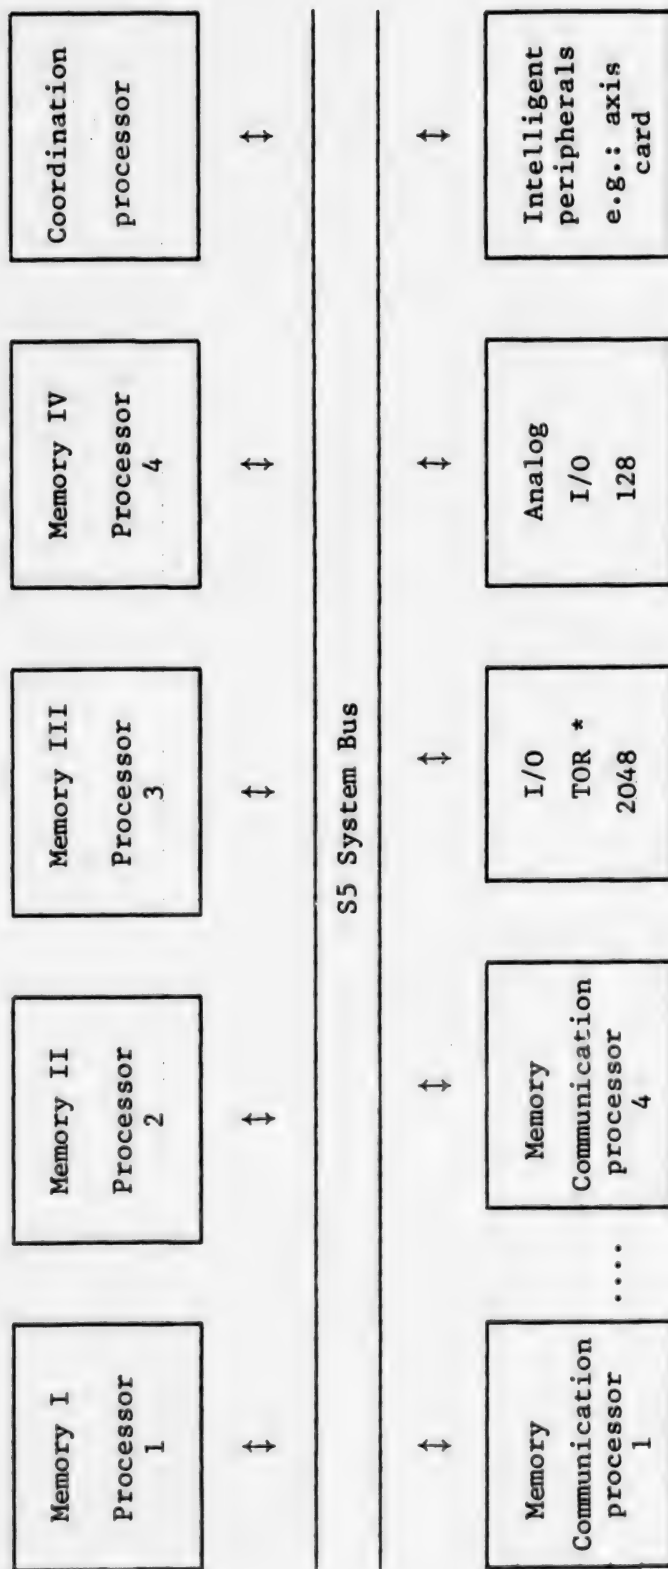 Memory I
Processor
1
Memory II
Processor
2
Memory III
Processor
3
Memory IV
Processor
4
Coordination
processor
S5 System Bus
Memory
Communication
processor
1
....
Memory
Communication
processor
4
I/O
TOR *
2048
Analog
I/O
128
Intelligent
peripherals
e.g.: axis
card